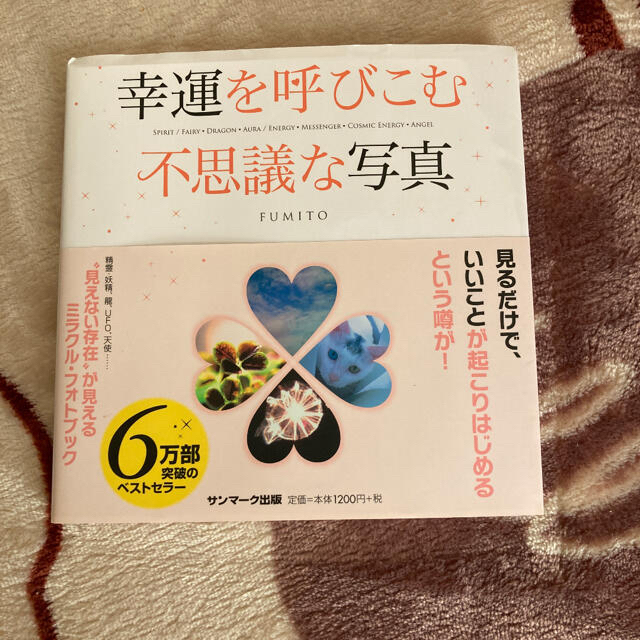 幸運を呼びこむ
SPIRIT / FAIRY • DRAGON • AURA / ENERGY • MESSENGER • COSMIC ENERGY • ANGEL
不思議な写真
FUMITO
見るだけで、
いいことが起こりはじめる
という噂が!
精霊、妖精、龍、UFO、天使……
“見えない存在”が見える
ミラクル・フォトブック
6万部
突破の
ベストセラー
サンマーク出版 定価=本体1200円+税